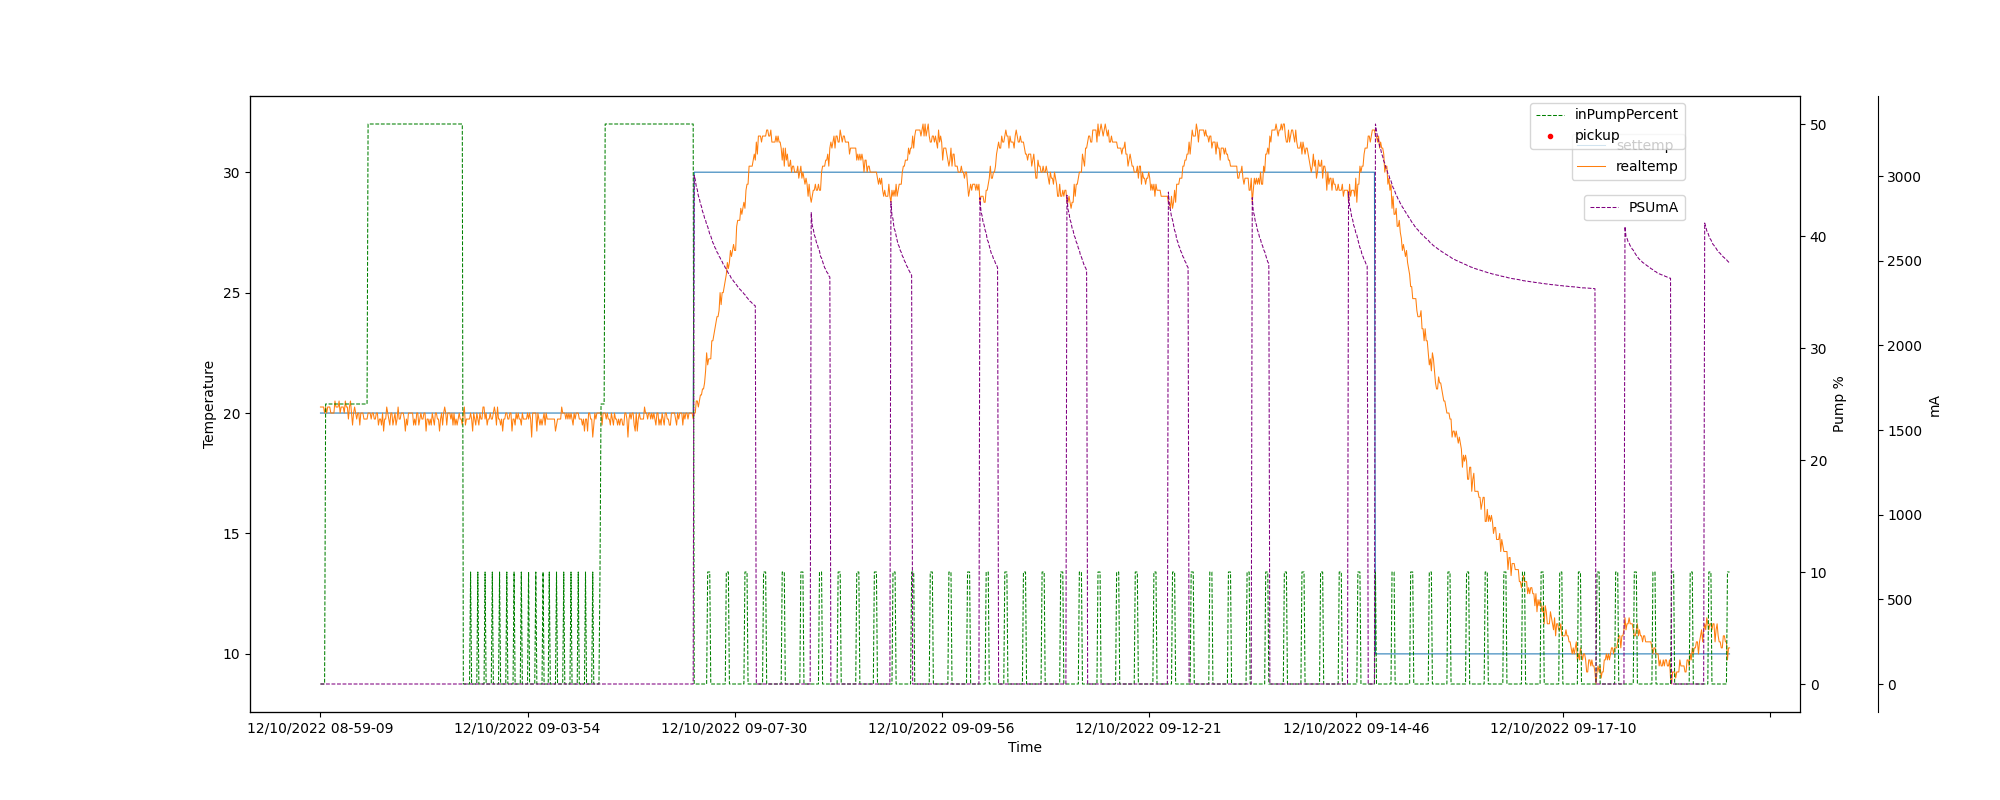 inPumpPercent
pickup
settemp
realtemp
PSUmA
Temperature
30
25
20
15
10
50
40
30
20
10
0
Pump %
3000
2500
2000
1500
1000
500
0
mA
12/10/2022 08-59-09
12/10/2022 09-03-54
12/10/2022 09-07-30
12/10/2022 09-09-56
12/10/2022 09-12-21
12/10/2022 09-14-46
12/10/2022 09-17-10
Time